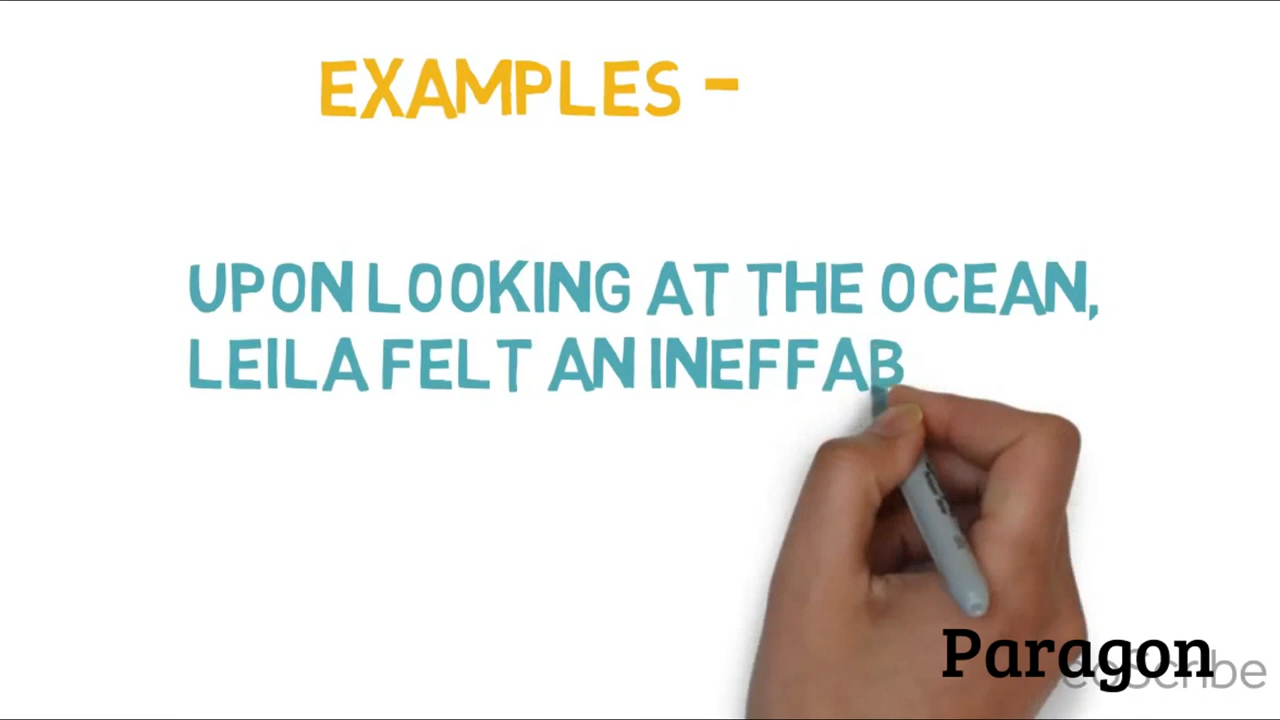 EXAMPLES -
UPON LOOKING AT THE OCEAN,
LEILA FELT AN INEFFAB
Paragon